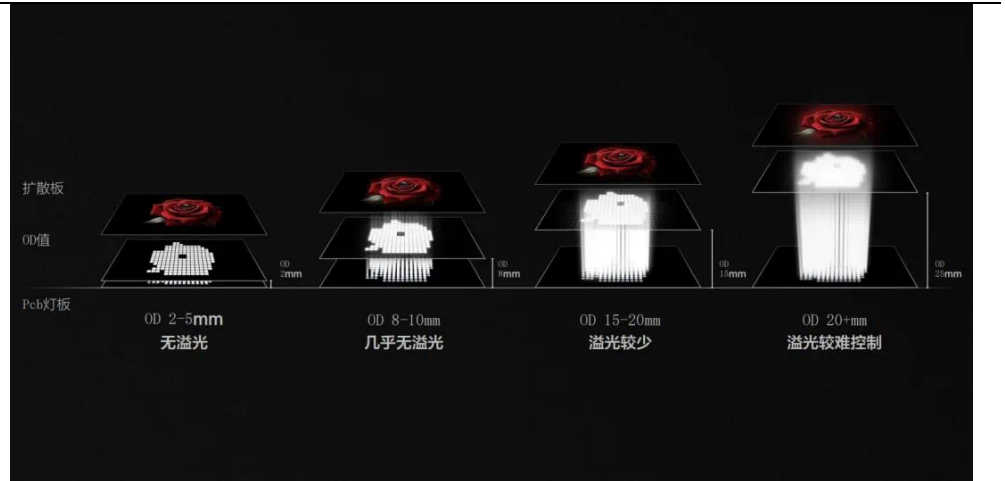 扩散板
OD值
Pcb灯板
OD
2mm
OD
8mm
OD
15mm
OD
25mm
OD 2-5mm
无溢光
OD 8-10mm
几乎无溢光
OD 15-20mm
溢光较少
OD 20+mm
溢光较难控制